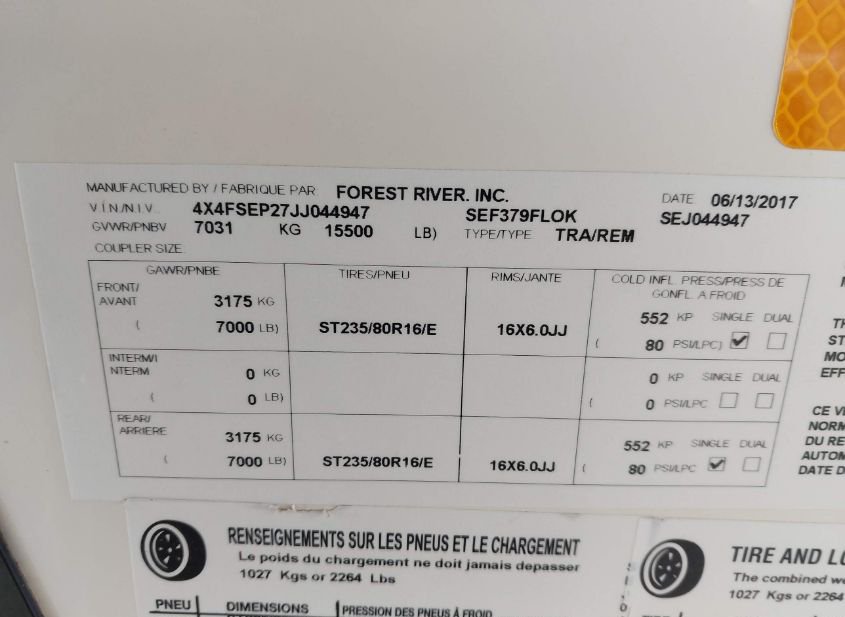 MANUFACTURED BY / FABRIQUE PAR: FOREST RIVER. INC. DATE 06/13/2017
V.I.N./N.I.V.: 4X4FSEP27JJ044947 SEF379FLOK SEJ044947
GVWR/PNBV 7031 KG 15500 LB) TYPE/TYPE TRA/REM
COUPLER SIZE:
GAWR/PNBE TIRES/PNEU RIMS/JANTE COLD INFL. PRESS/PRESS DE
GONFL. A FROID
FRONT/
AVANT 3175 KG 552 KP SINGLE DUAL
( 7000 LB) ST235/80R16/E 16X6.0JJ ( 80 PSI/LPC)
INTERM/I
NTERM 0 KG 0 KP SINGLE DUAL
( 0 LB) ( 0 PSI/LPC
REAR/
ARRIERE 3175 KG 552 KP SINGLE DUAL
( 7000 LB) ST235/80R16/E 16X6.0JJ ( 80 PSI/LPC
TH
ST
MO
EFF
CE V
NORM
DU RE
AUTOM
DATE D
RENSEIGNEMENTS SUR LES PNEUS ET LE CHARGEMENT
Le poids du chargement ne doit jamais depasser
1027 Kgs or 2264 Lbs
PNEU DIMENSIONS PRESSION DES PNEUS À FROID
TIRE AND LO
The combined we
1027 Kgs or 2264